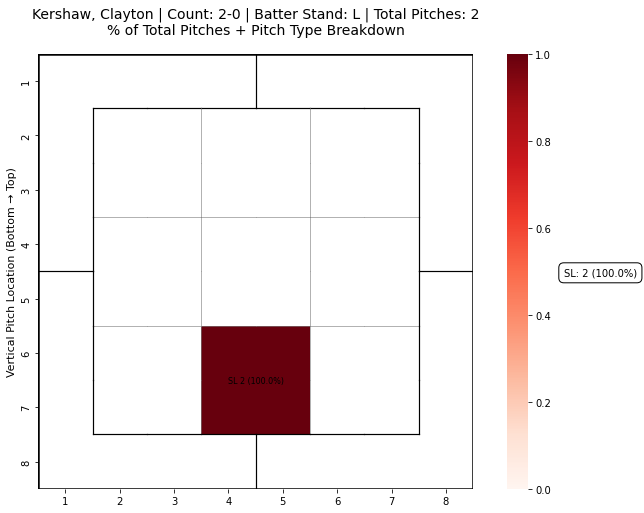 Kershaw, Clayton | Count: 2-0 | Batter Stand: L | Total Pitches: 2
% of Total Pitches + Pitch Type Breakdown
Vertical Pitch Location (Bottom → Top)
1
2
3
4
5
6
7
8
SL: 2 (100.0%)
1 2 3 4 5 6 7 8
1.0
0.8
0.6
0.4
0.2
0.0
SL: 2 (100.0%)